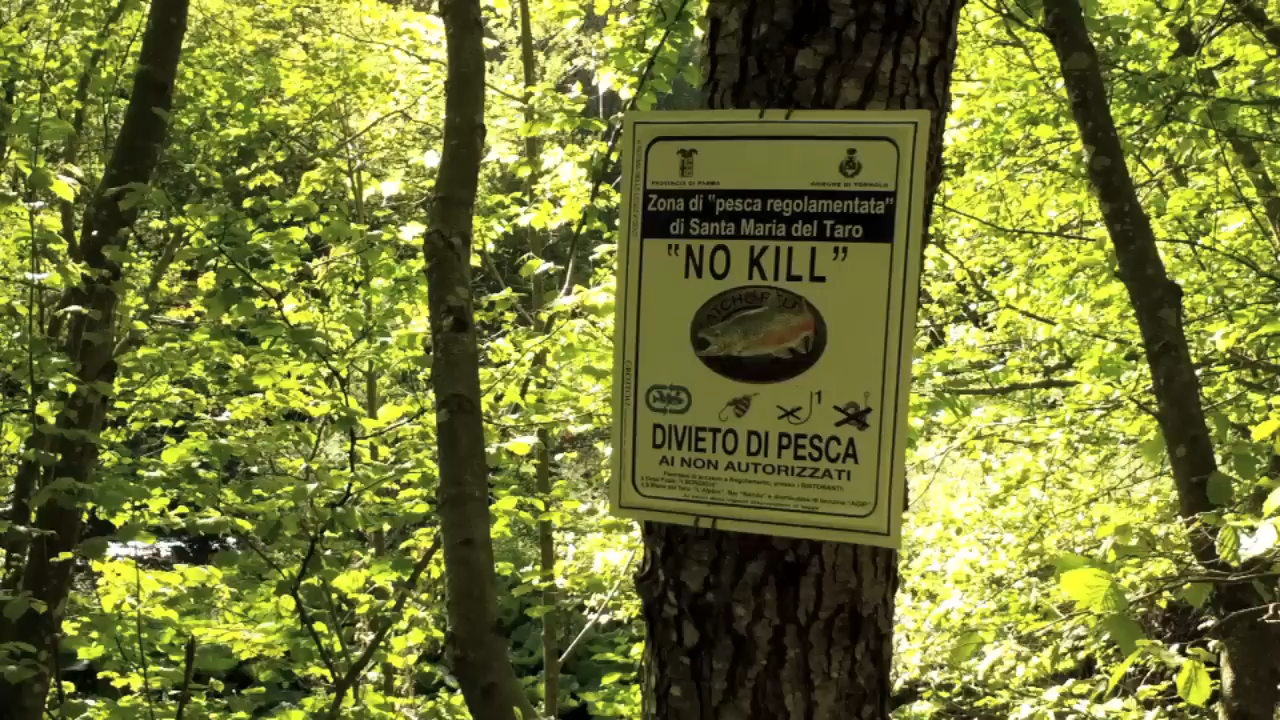 PROVINCIA DI PARMA
COMUNE DI TORNOLO
Zona di "pesca regolamentata"
di Santa Maria del Taro
"NO KILL"
1
DIVIETO DI PESCA
AI NON AUTORIZZATI